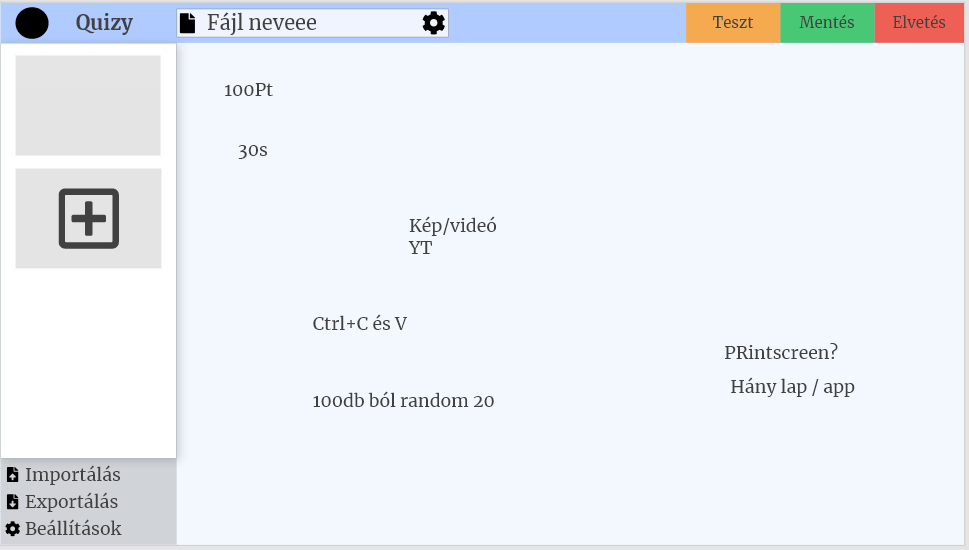 Quizy
Fájl neveee
Teszt
Mentés
Elvetés
100Pt
30s
Kép/videó
YT
Ctrl+C és V
PRintscreen?
Hány lap / app
100db ból random 20
Importálás
Exportálás
Beállítások